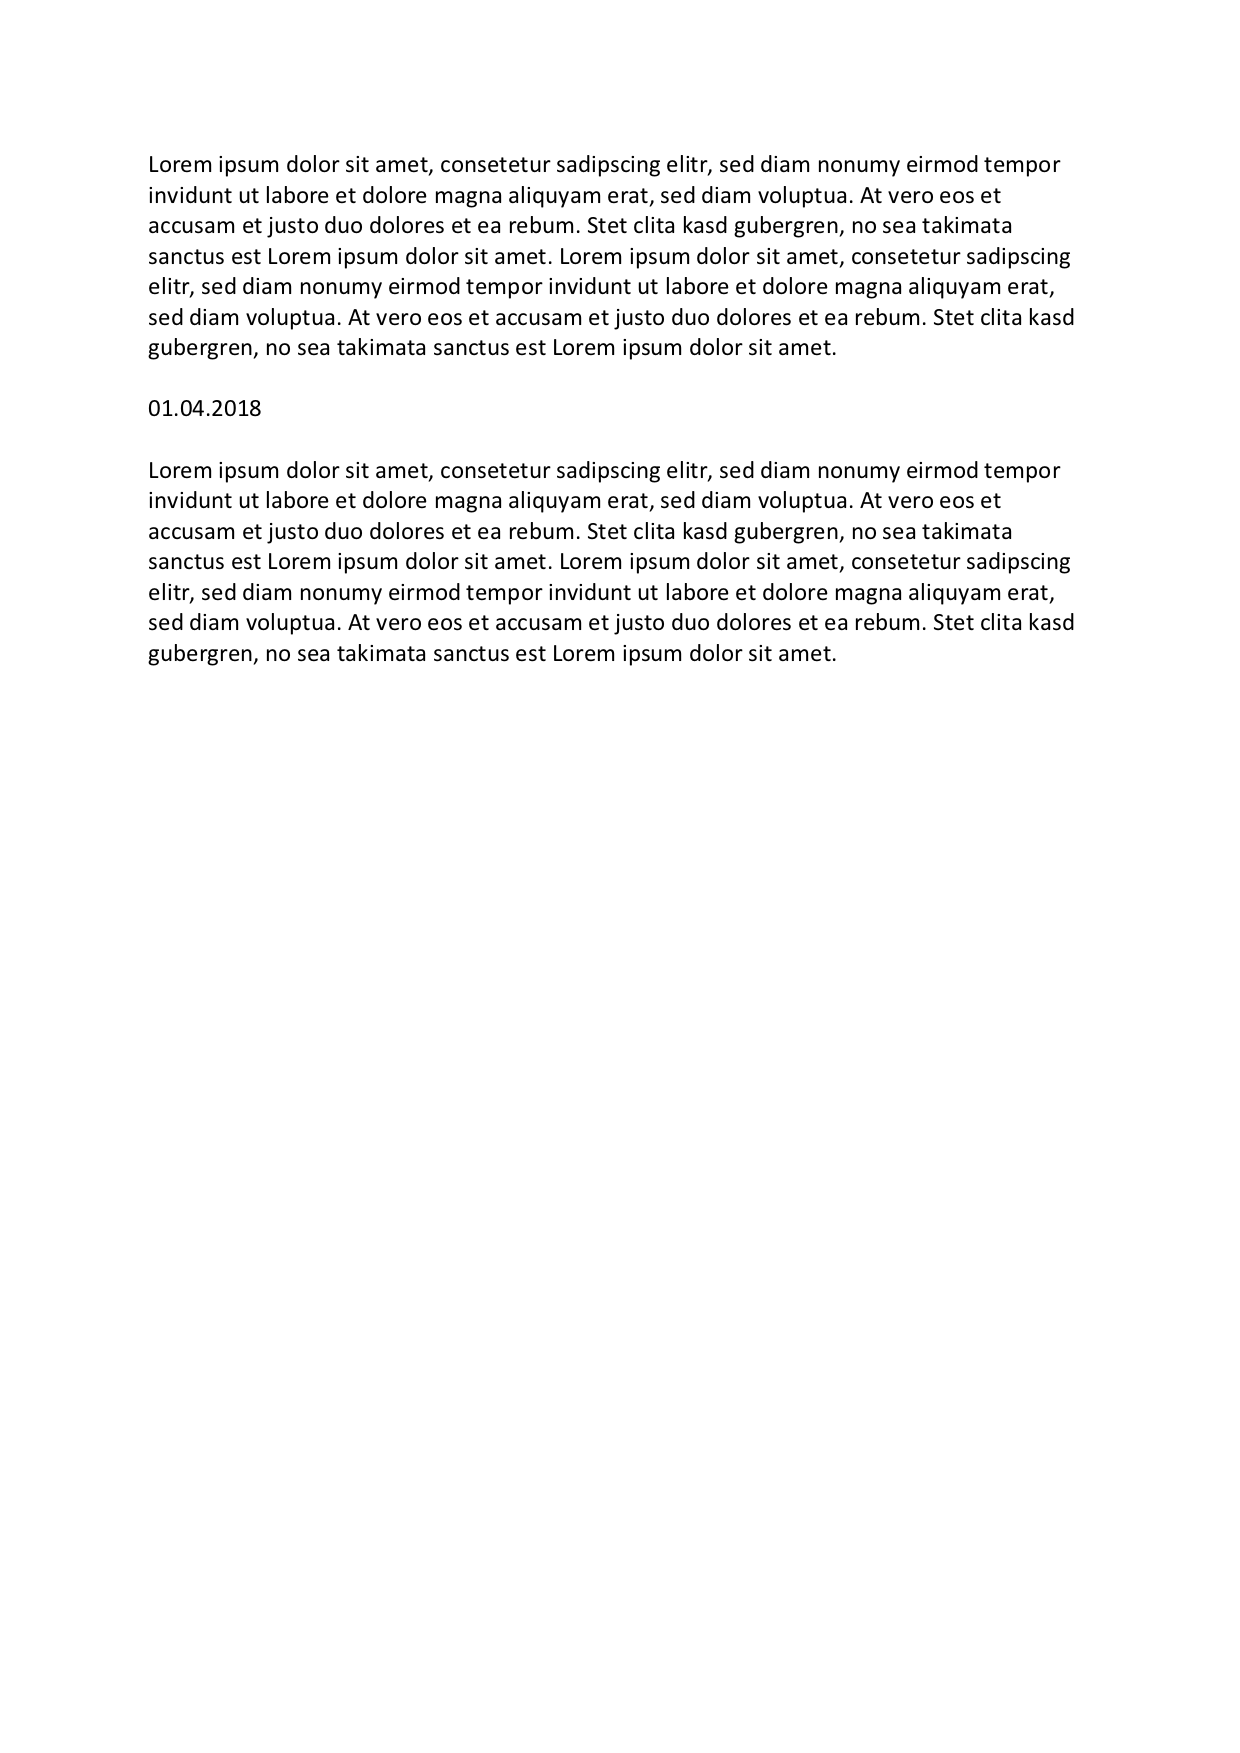 Lorem ipsum dolor sit amet, consetetur sadipscing elitr, sed diam nonumy eirmod tempor
invidunt ut labore et dolore magna aliquyam erat, sed diam voluptua. At vero eos et
accusam et justo duo dolores et ea rebum. Stet clita kasd gubergren, no sea takimata
sanctus est Lorem ipsum dolor sit amet. Lorem ipsum dolor sit amet, consetetur sadipscing
elitr, sed diam nonumy eirmod tempor invidunt ut labore et dolore magna aliquyam erat,
sed diam voluptua. At vero eos et accusam et justo duo dolores et ea rebum. Stet clita kasd
gubergren, no sea takimata sanctus est Lorem ipsum dolor sit amet.
01.04.2018
Lorem ipsum dolor sit amet, consetetur sadipscing elitr, sed diam nonumy eirmod tempor
invidunt ut labore et dolore magna aliquyam erat, sed diam voluptua. At vero eos et
accusam et justo duo dolores et ea rebum. Stet clita kasd gubergren, no sea takimata
sanctus est Lorem ipsum dolor sit amet. Lorem ipsum dolor sit amet, consetetur sadipscing
elitr, sed diam nonumy eirmod tempor invidunt ut labore et dolore magna aliquyam erat,
sed diam voluptua. At vero eos et accusam et justo duo dolores et ea rebum. Stet clita kasd
gubergren, no sea takimata sanctus est Lorem ipsum dolor sit amet.